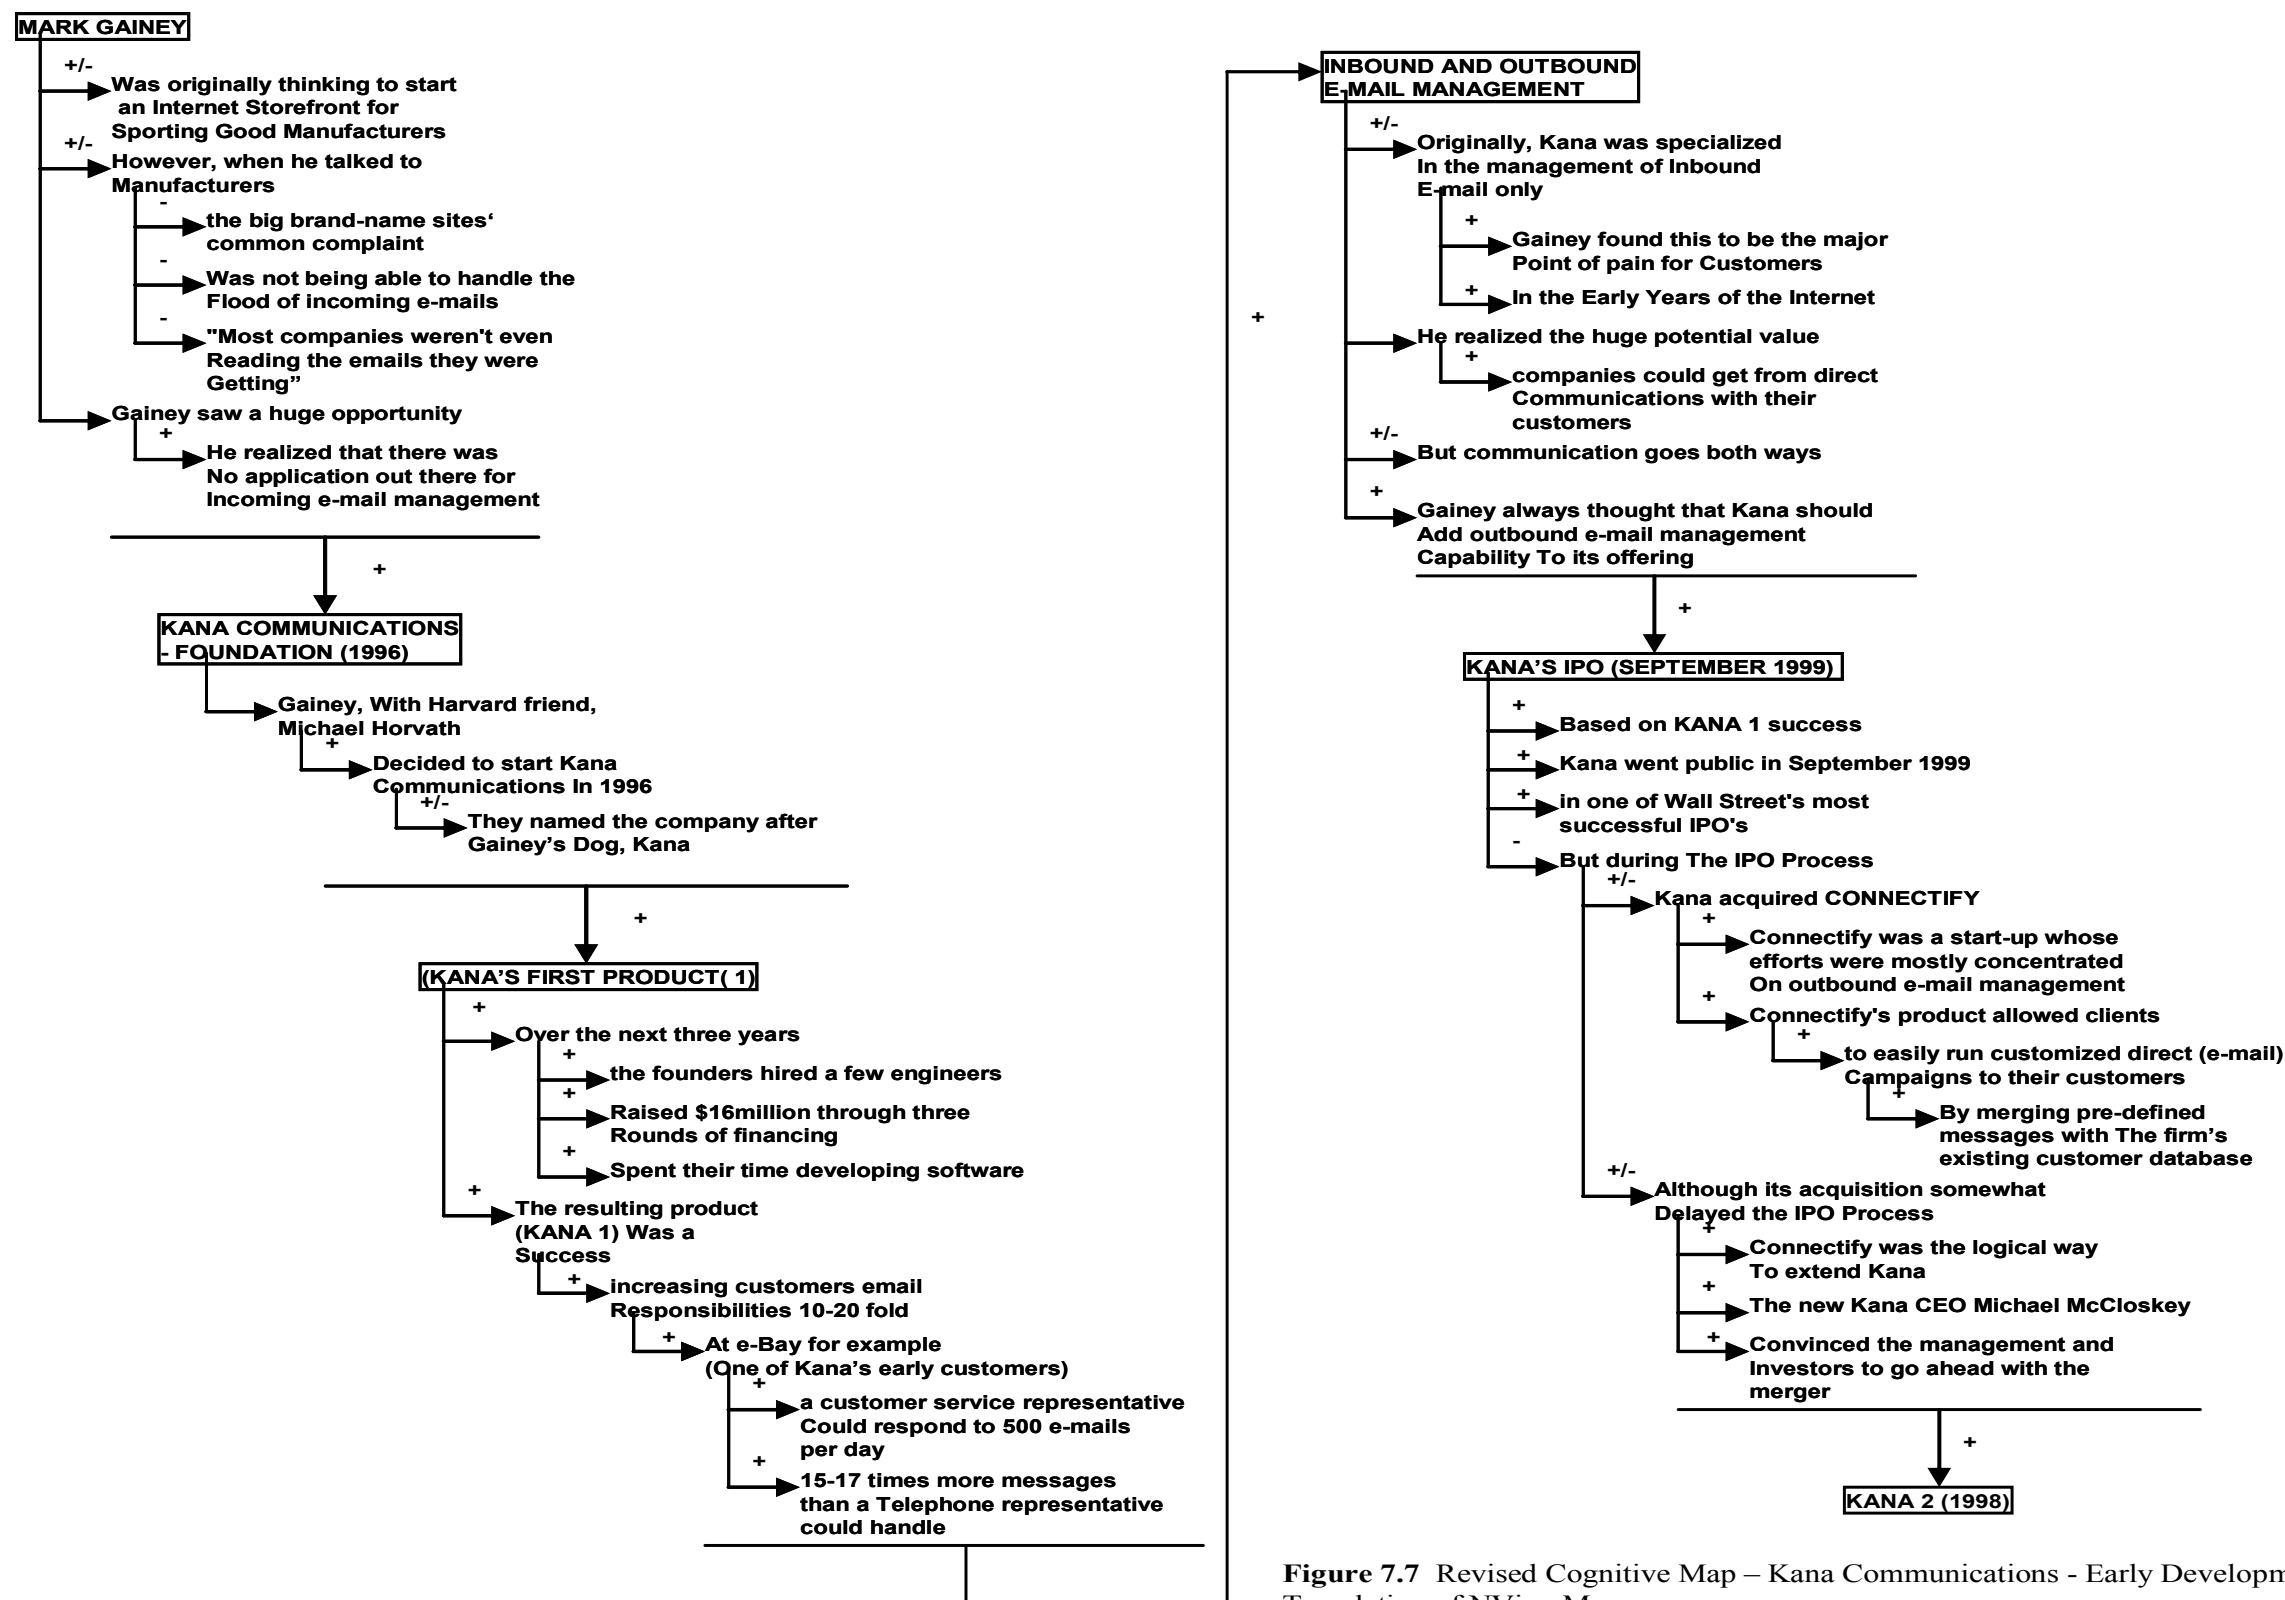 MARK GAINEY
+/-
Was originally thinking to start
an Internet Storefront for
Sporting Good Manufacturers
+/-
However, when he talked to
Manufacturers
-
the big brand-name sites‘
common complaint
-
Was not being able to handle the
Flood of incoming e-mails
-
"Most companies weren't even
Reading the emails they were
Getting”
Gainey saw a huge opportunity
+
He realized that there was
No application out there for
Incoming e-mail management
+
KANA COMMUNICATIONS
- FOUNDATION (1996)
Gainey, With Harvard friend,
Michael Horvath
+
Decided to start Kana
Communications In 1996
+/-
They named the company after
Gainey’s Dog, Kana
+
(KANA’S FIRST PRODUCT( 1)
+
Over the next three years
+
the founders hired a few engineers
+
Raised $16million through three
Rounds of financing
+
Spent their time developing software
+
The resulting product
(KANA 1) Was a
Success
+
increasing customers email
Responsibilities 10-20 fold
+
At e-Bay for example
(One of Kana’s early customers)
+
a customer service representative
Could respond to 500 e-mails
per day
+
15-17 times more messages
than a Telephone representative
could handle
+
INBOUND AND OUTBOUND
E-MAIL MANAGEMENT
+/-
Originally, Kana was specialized
In the management of Inbound
E-mail only
+
Gainey found this to be the major
Point of pain for Customers
+
In the Early Years of the Internet
He realized the huge potential value
+
companies could get from direct
Communications with their
customers
+/-
But communication goes both ways
+
Gainey always thought that Kana should
Add outbound e-mail management
Capability To its offering
+
KANA’S IPO (SEPTEMBER 1999)
+
Based on KANA 1 success
+
Kana went public in September 1999
+
in one of Wall Street's most
successful IPO's
-
But during The IPO Process
+/-
Kana acquired CONNECTIFY
+
Connectify was a start-up whose
efforts were mostly concentrated
On outbound e-mail management
+
Connectify's product allowed clients
+
to easily run customized direct (e-mail)
Campaigns to their customers
+
By merging pre-defined
messages with The firm’s
existing customer database
+/-
Although its acquisition somewhat
Delayed the IPO Process
+
Connectify was the logical way
To extend Kana
+
The new Kana CEO Michael McCloskey
+
Convinced the management and
Investors to go ahead with the
merger
+
KANA 2 (1998)
Figure 7.7 Revised Cognitive Map – Kana Communications - Early